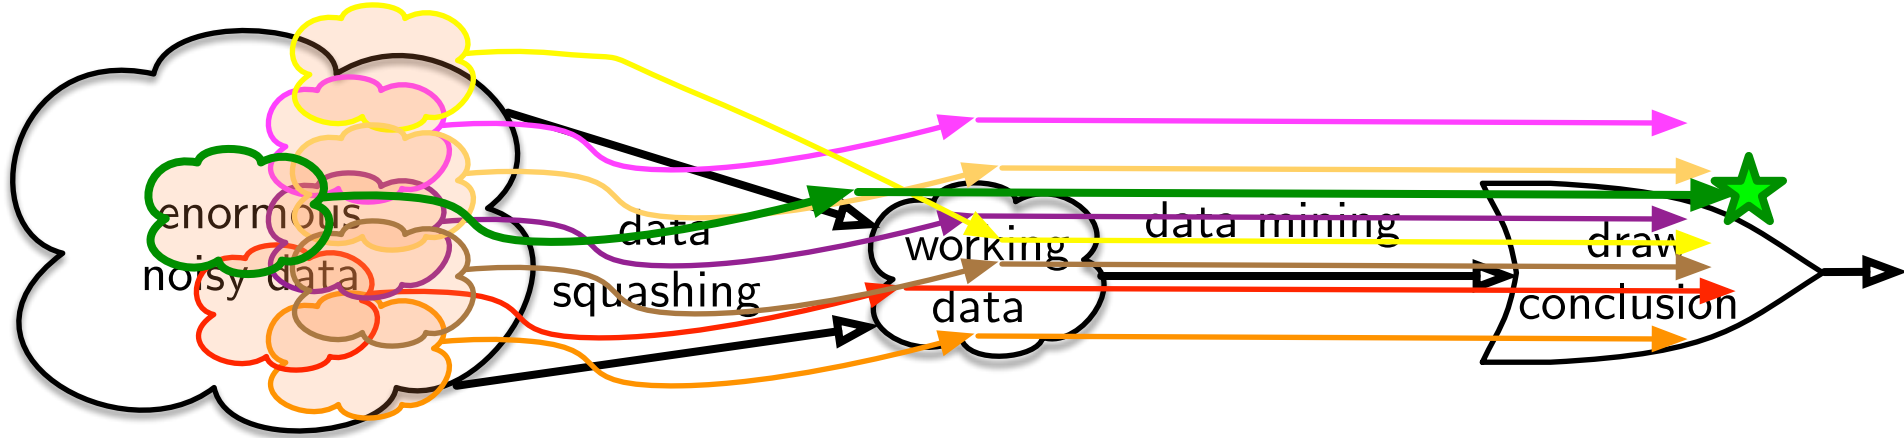 enormous
noisy data
data
squashing
working
data
data mining
draw
conclusion